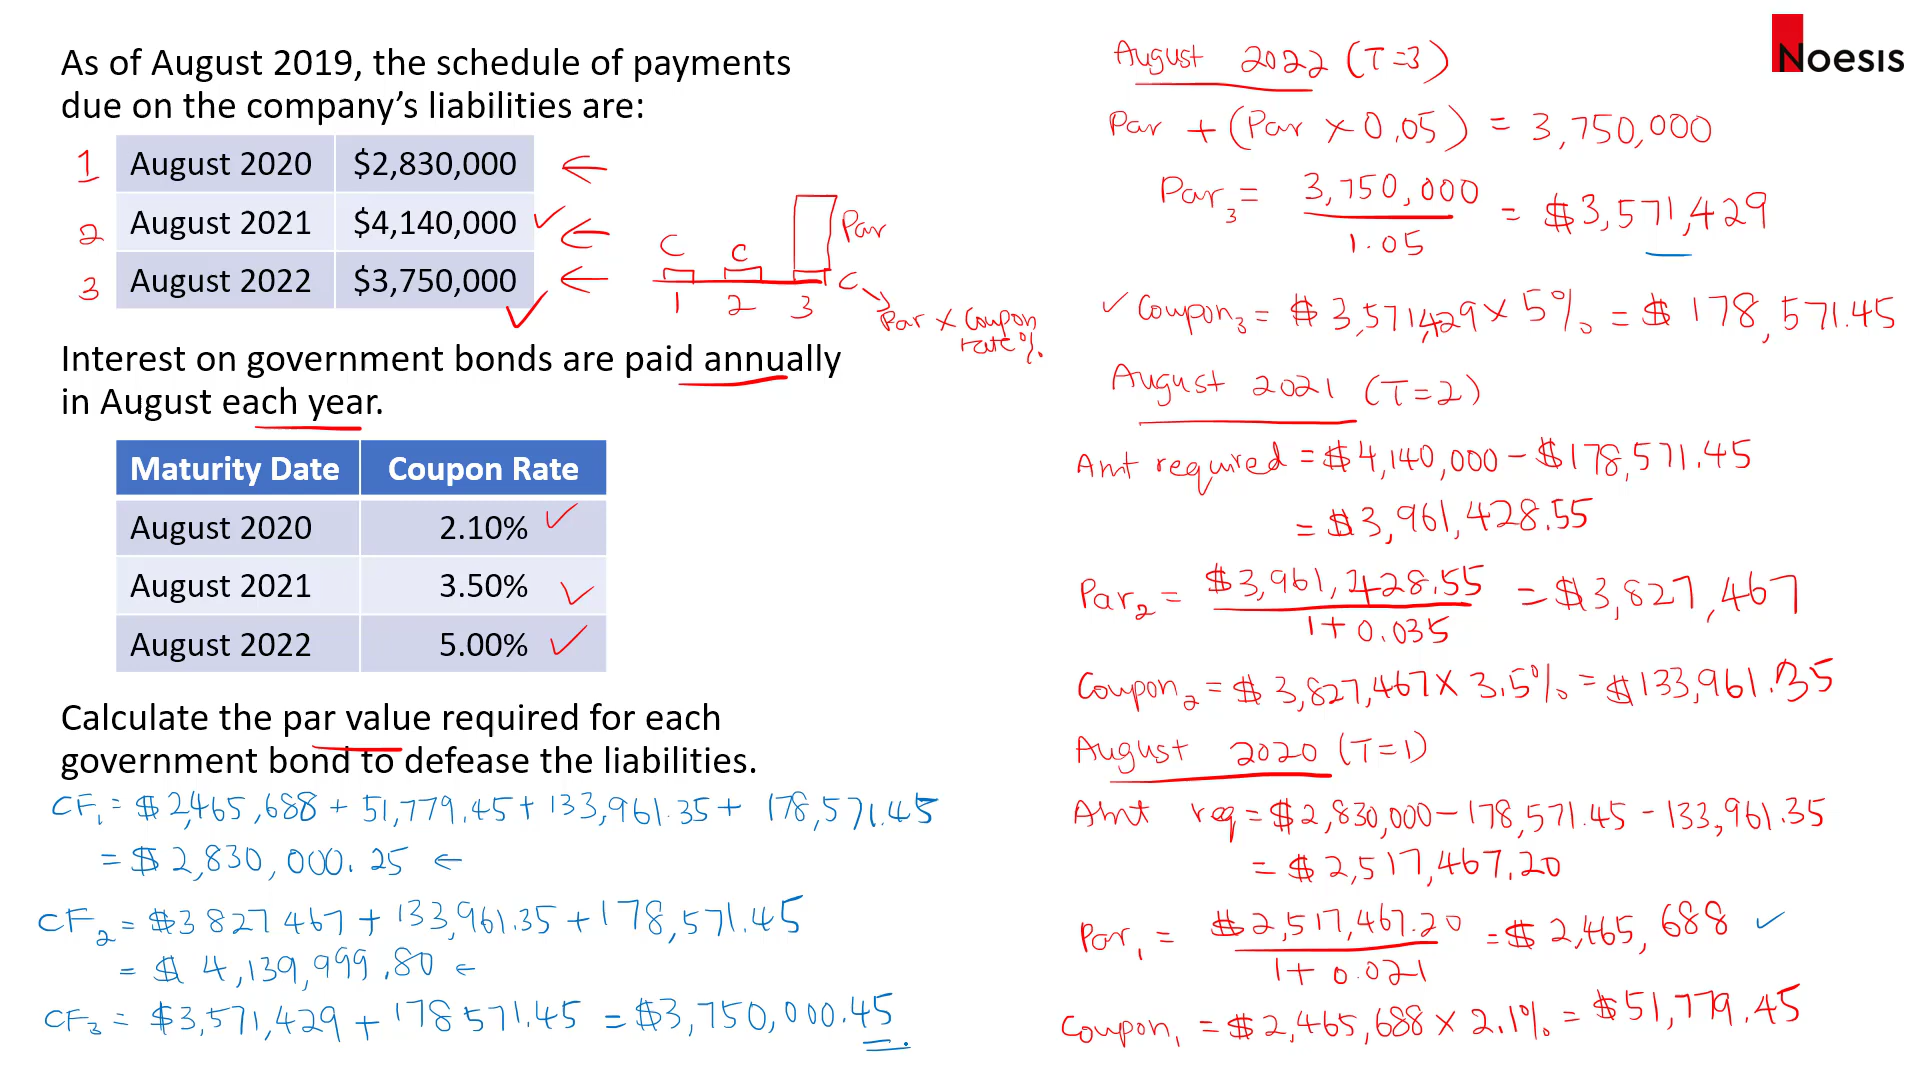 As of August 2019, the schedule of payments
due on the company's liabilities are:
1 August 2020 $2,830,000
2 August 2021 $4,140,000
3 August 2022 $3,750,000
C C Par
C
1 2 3
Par × Coupon
rate%
Interest on government bonds are paid annually
in August each year.
Maturity Date Coupon Rate
August 2020 2.10%
August 2021 3.50%
August 2022 5.00%
Calculate the par value required for each
government bond to defease the liabilities.
CF1 = $2,465,688 + 51,779.45 + 133,961.35 + 178,571.45
= $2,830,000.25 ←
CF2 = $3827467 + 133,961.35 + 178,571.45
= $4,139,999.80 ←
CF3 = $3,571,429 + 178571.45 = $3,750,000.45
August 2022 (T=3)
Par + (Par × 0.05) = 3,750,000
Par3 = 3,750,000 = $3,571,429
1.05
✓ Coupon3 = $3,571,429 × 5% = $178,571.45
August 2021 (T=2)
Amt required = $4,140,000 - $178,571.45
= $3,961,428.55
Par2 = $3,961,428.55 = $3,827,467
1+0.035
Coupon2 = $3,827,467 × 3.5% = $133,961.35
August 2020 (T=1)
Amt req = $2,830,000 - 178,571.45 - 133,961.35
= $2,517,467.20
Par1 = $2,517,467.20 = $2,465,688 ✓
1+0.021
Coupon1 = $2,465,688 × 2.1% = $51,779.45
Noesis